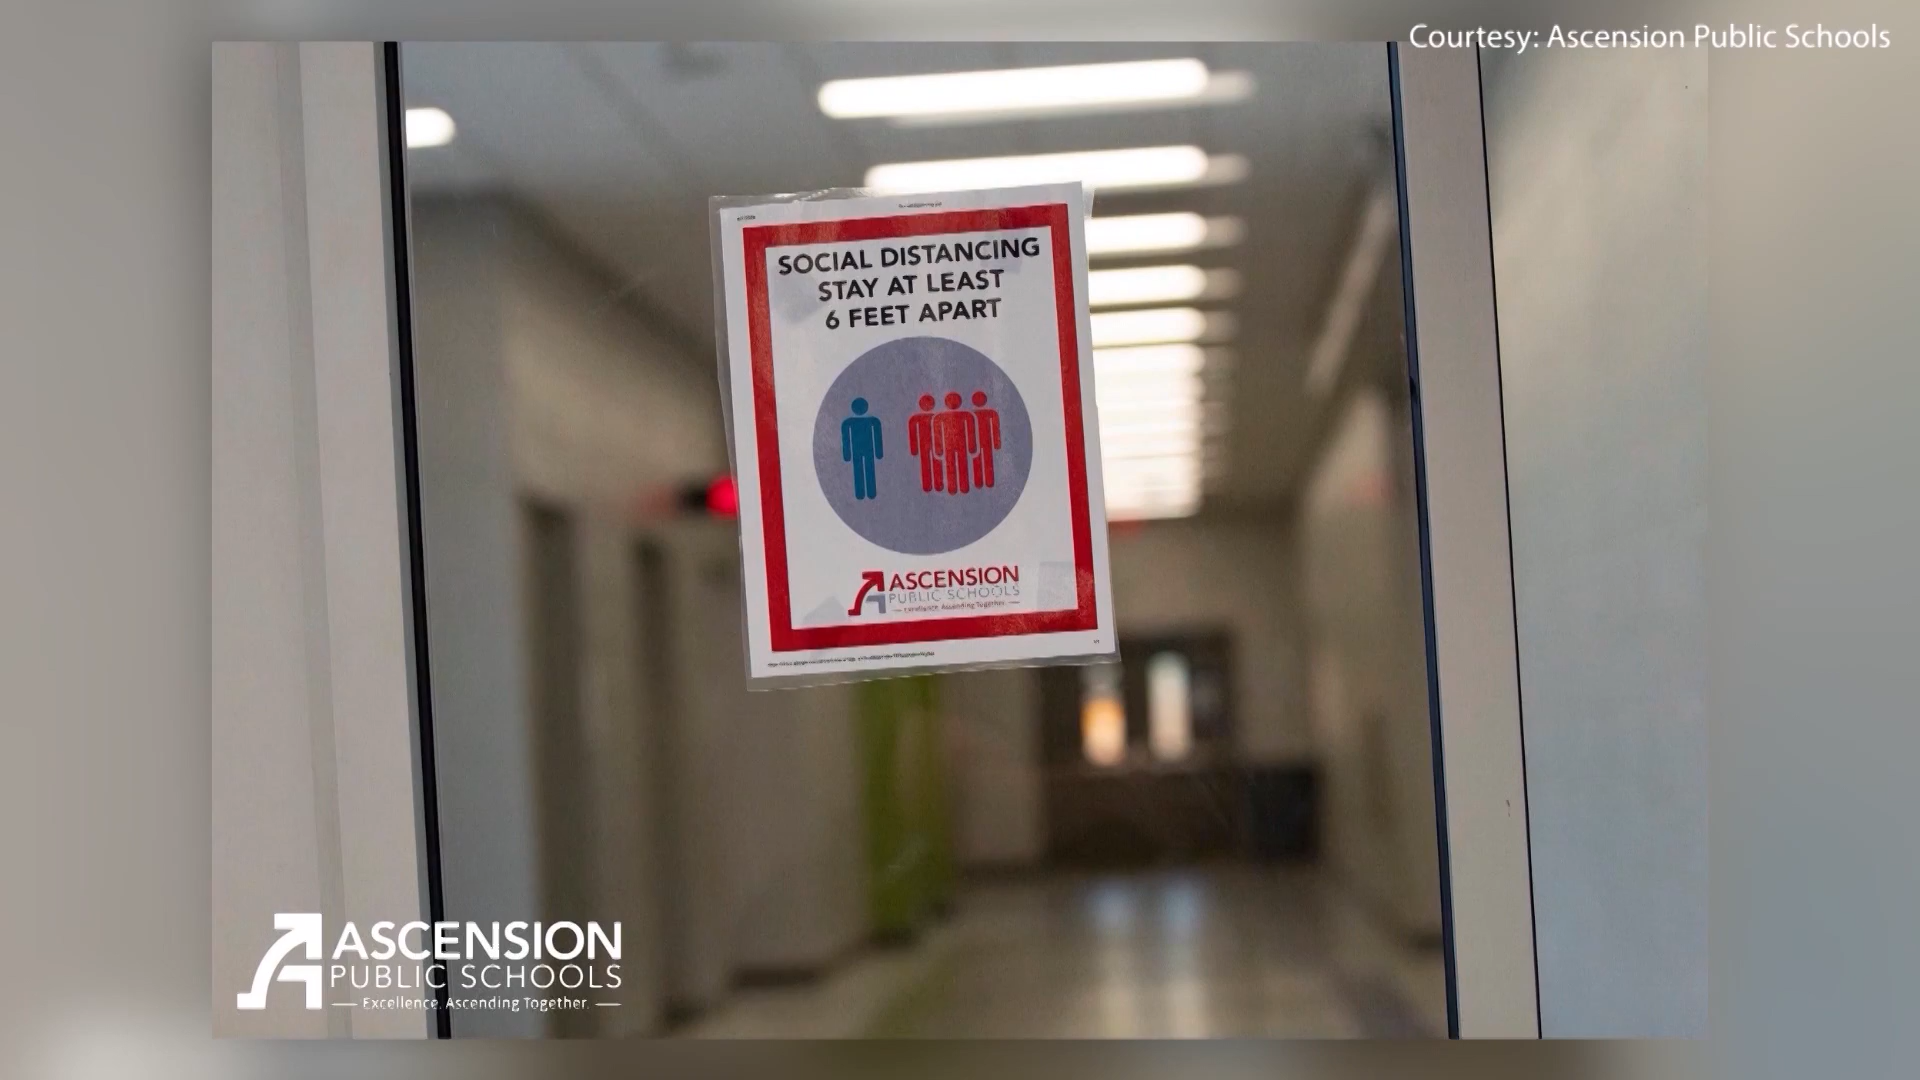 Courtesy: Ascension Public Schools
SOCIAL DISTANCING
STAY AT LEAST
6 FEET APART
ASCENSION
PUBLIC SCHOOLS
Excellence. Ascending Together.
ASCENSION
PUBLIC SCHOOLS
Excellence. Ascending Together.